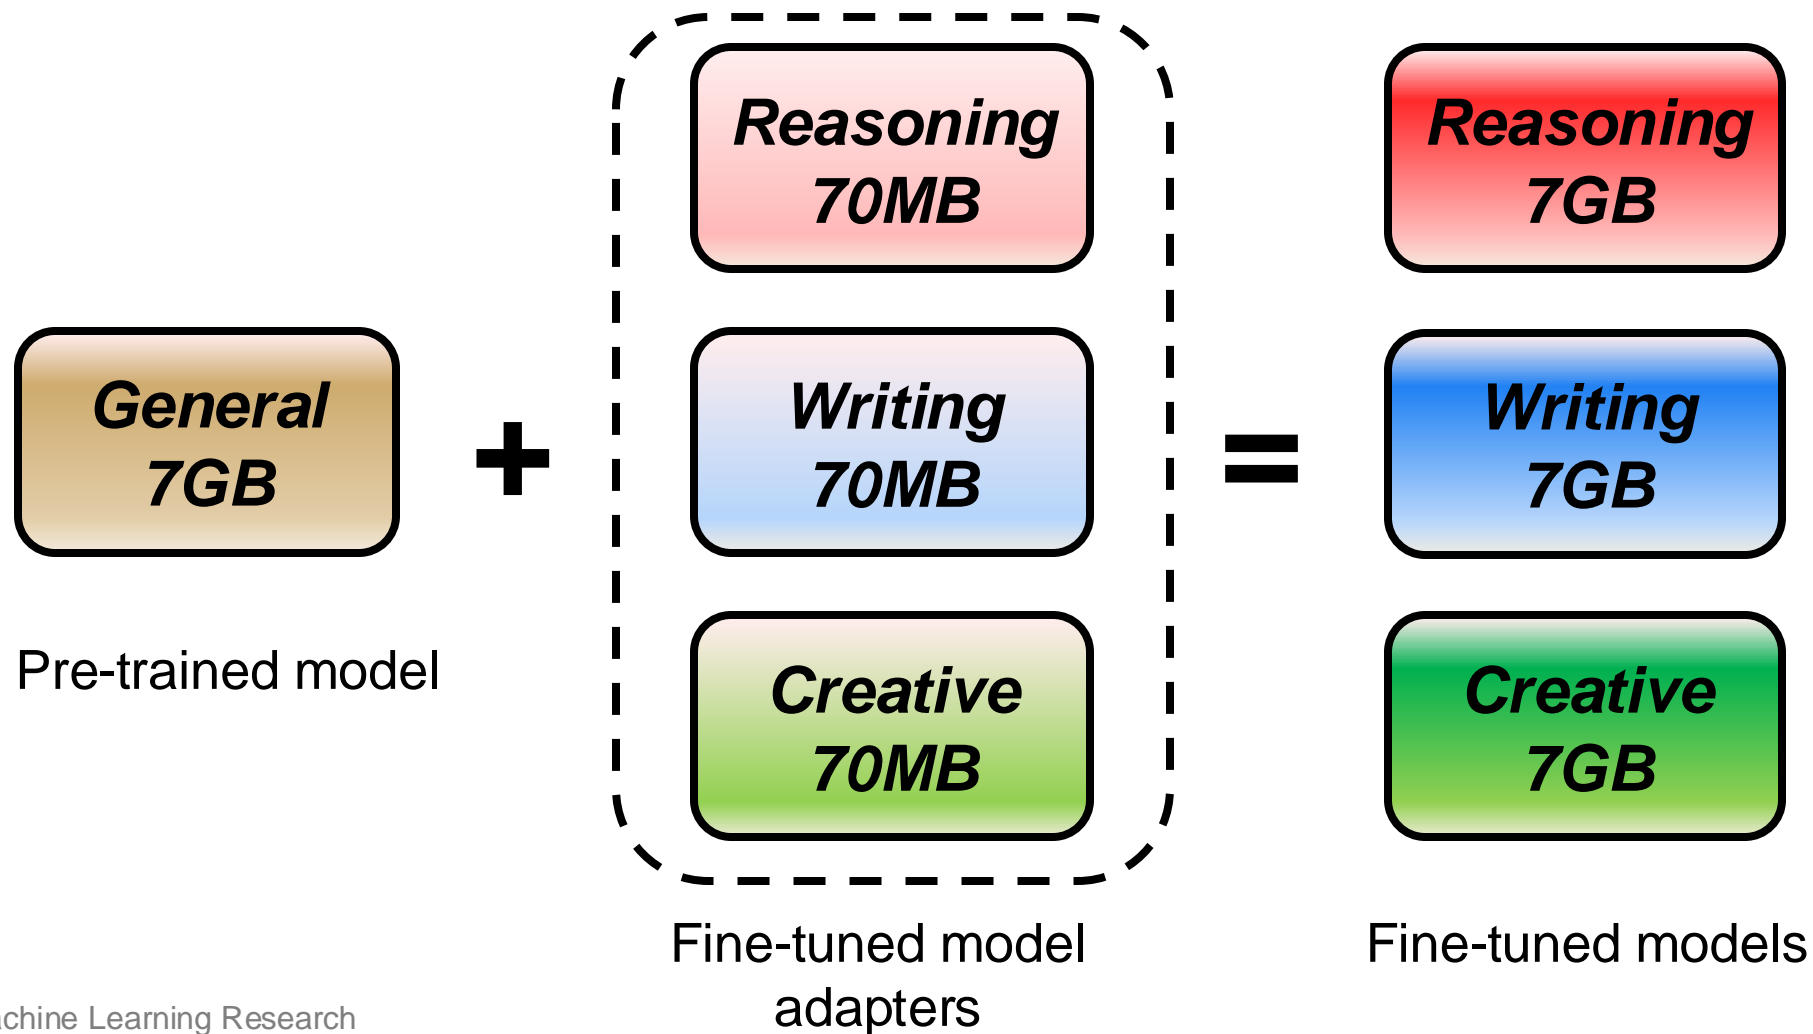 General
7GB
Pre-trained model
+
Reasoning
70MB
Writing
70MB
Creative
70MB
Fine-tuned model
adapters
=
Reasoning
7GB
Writing
7GB
Creative
7GB
Fine-tuned models
Learning Research